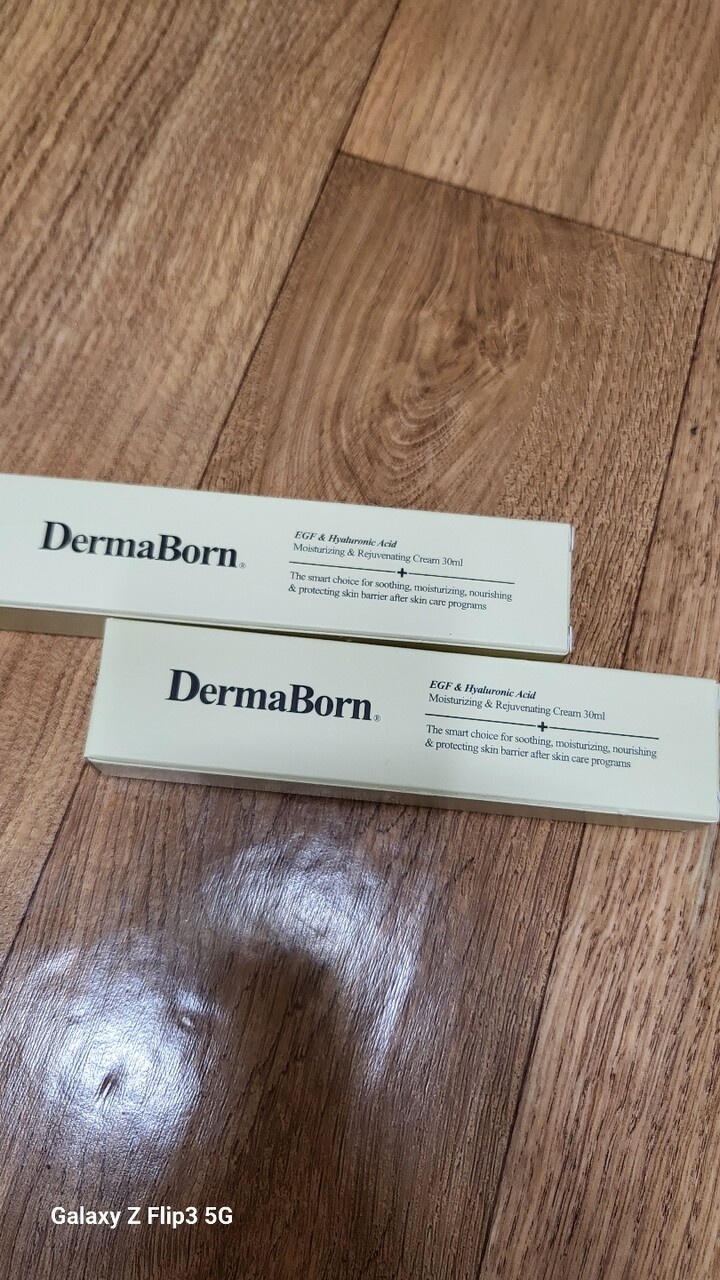 DermaBorn®
EGF & Hyaluronic Acid
Moisturizing & Rejuvenating Cream 30ml
The smart choice for soothing, moisturizing, nourishing
& protecting skin barrier after skin care programs
DermaBorn®
EGF & Hyaluronic Acid
Moisturizing & Rejuvenating Cream 30ml
The smart choice for soothing, moisturizing, nourishing
& protecting skin barrier after skin care programs
Galaxy Z Flip3 5G